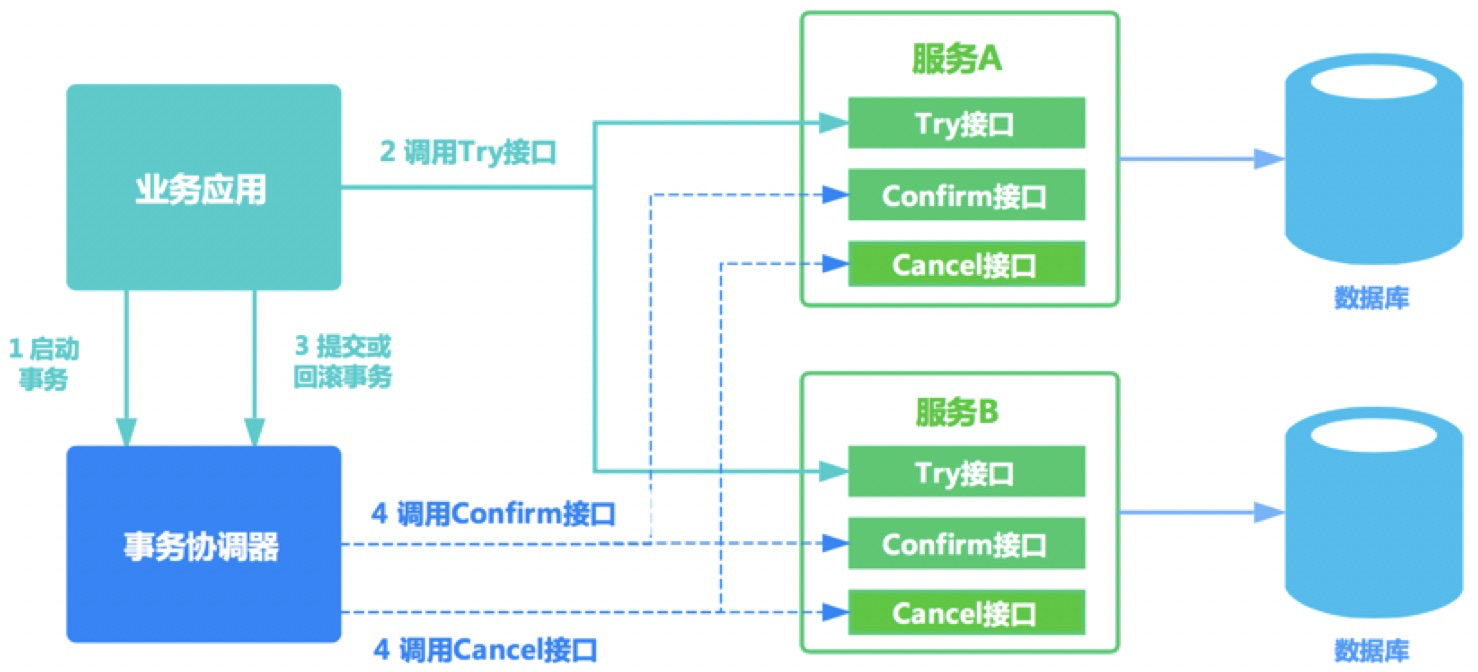 服务A
Try接口
2 调用Try接口
业务应用
Confirm接口
Cancel接口
数据库
1 启动
事务
3 提交或
回滚事务
服务B
Try接口
4 调用Confirm接口
事务协调器
Confirm接口
Cancel接口
4 调用Cancel接口
数据库